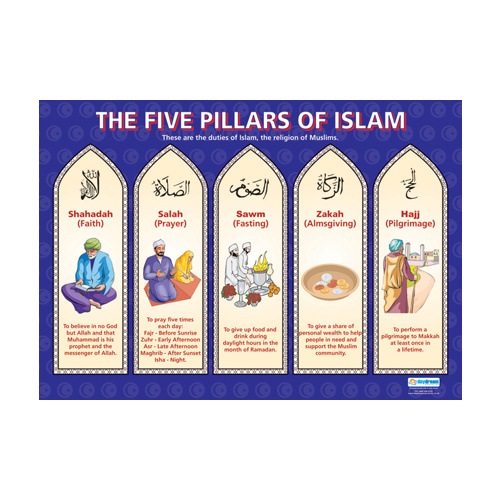 THE FIVE PILLARS OF ISLAM
These are the duties of Islam, the religion of Muslims.
الصلاة
الصوم
الزكاة
الحج
Shahadah
(Faith)
To believe in no God
but Allah and that
Muhammad is his
prophet and the
messenger of Allah.
Salah
(Prayer)
To pray five times
each day:
Fajr - Before Sunrise
Zuhr - Early Afternoon
Asr - Late Afternoon
Maghrib - After Sunset
Isha - Night.
Sawm
(Fasting)
To give up food and
drink during
daylight hours in the
month of Ramadan.
Zakah
(Almsgiving)
To give a share of
personal wealth to help
people in need and
support the Muslim
community.
Hajj
(Pilgrimage)
To perform a
pilgrimage to Makkah
at least once in
a lifetime.
daydream